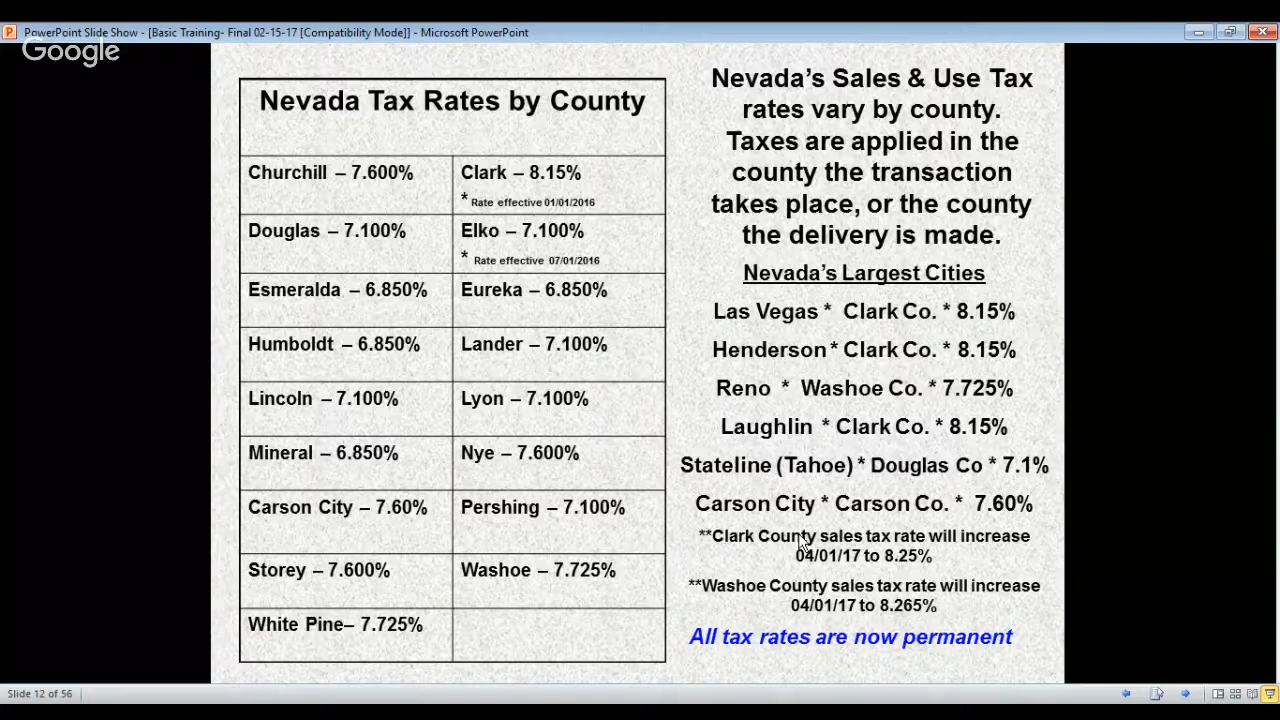 PowerPoint Slide Show - [Basic Training- Final 02-15-17 [Compatibility Mode]] - Microsoft PowerPoint
Google
Nevada Tax Rates by County
Churchill – 7.600%
Clark – 8.15%
* Rate effective 01/01/2016
Douglas – 7.100%
Elko – 7.100%
* Rate effective 07/01/2016
Esmeralda – 6.850%
Eureka – 6.850%
Humboldt – 6.850%
Lander – 7.100%
Lincoln – 7.100%
Lyon – 7.100%
Mineral – 6.850%
Nye – 7.600%
Carson City – 7.60%
Pershing – 7.100%
Storey – 7.600%
Washoe – 7.725%
White Pine– 7.725%
Nevada’s Sales & Use Tax
rates vary by county.
Taxes are applied in the
county the transaction
takes place, or the county
the delivery is made.
Nevada’s Largest Cities
Las Vegas * Clark Co. * 8.15%
Henderson * Clark Co. * 8.15%
Reno * Washoe Co. * 7.725%
Laughlin * Clark Co. * 8.15%
Stateline (Tahoe) * Douglas Co * 7.1%
Carson City * Carson Co. * 7.60%
**Clark County sales tax rate will increase
04/01/17 to 8.25%
**Washoe County sales tax rate will increase
04/01/17 to 8.265%
All tax rates are now permanent
Slide 12 of 56